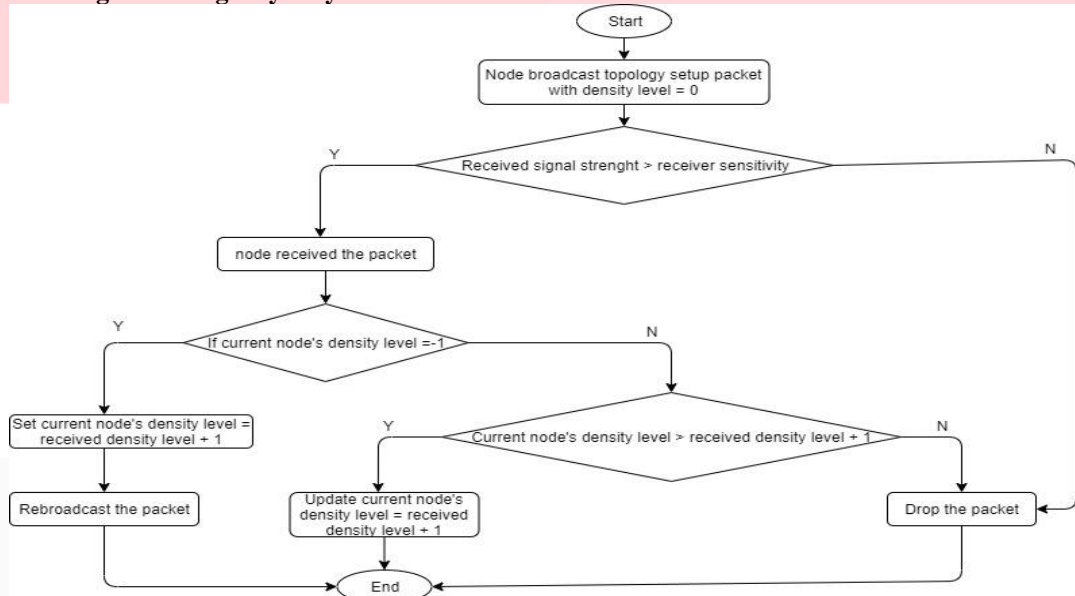 Start
Node broadcast topology setup packet
with density level = 0
Y
N
Received signal strenght > receiver sensitivity
node received the packet
Y
N
If current node's density level =-1
Set current node's density level =
received density level + 1
Y
N
Current node's density level > received density level + 1
Rebroadcast the packet
Update current node's
density level = received
density level + 1
Drop the packet
End